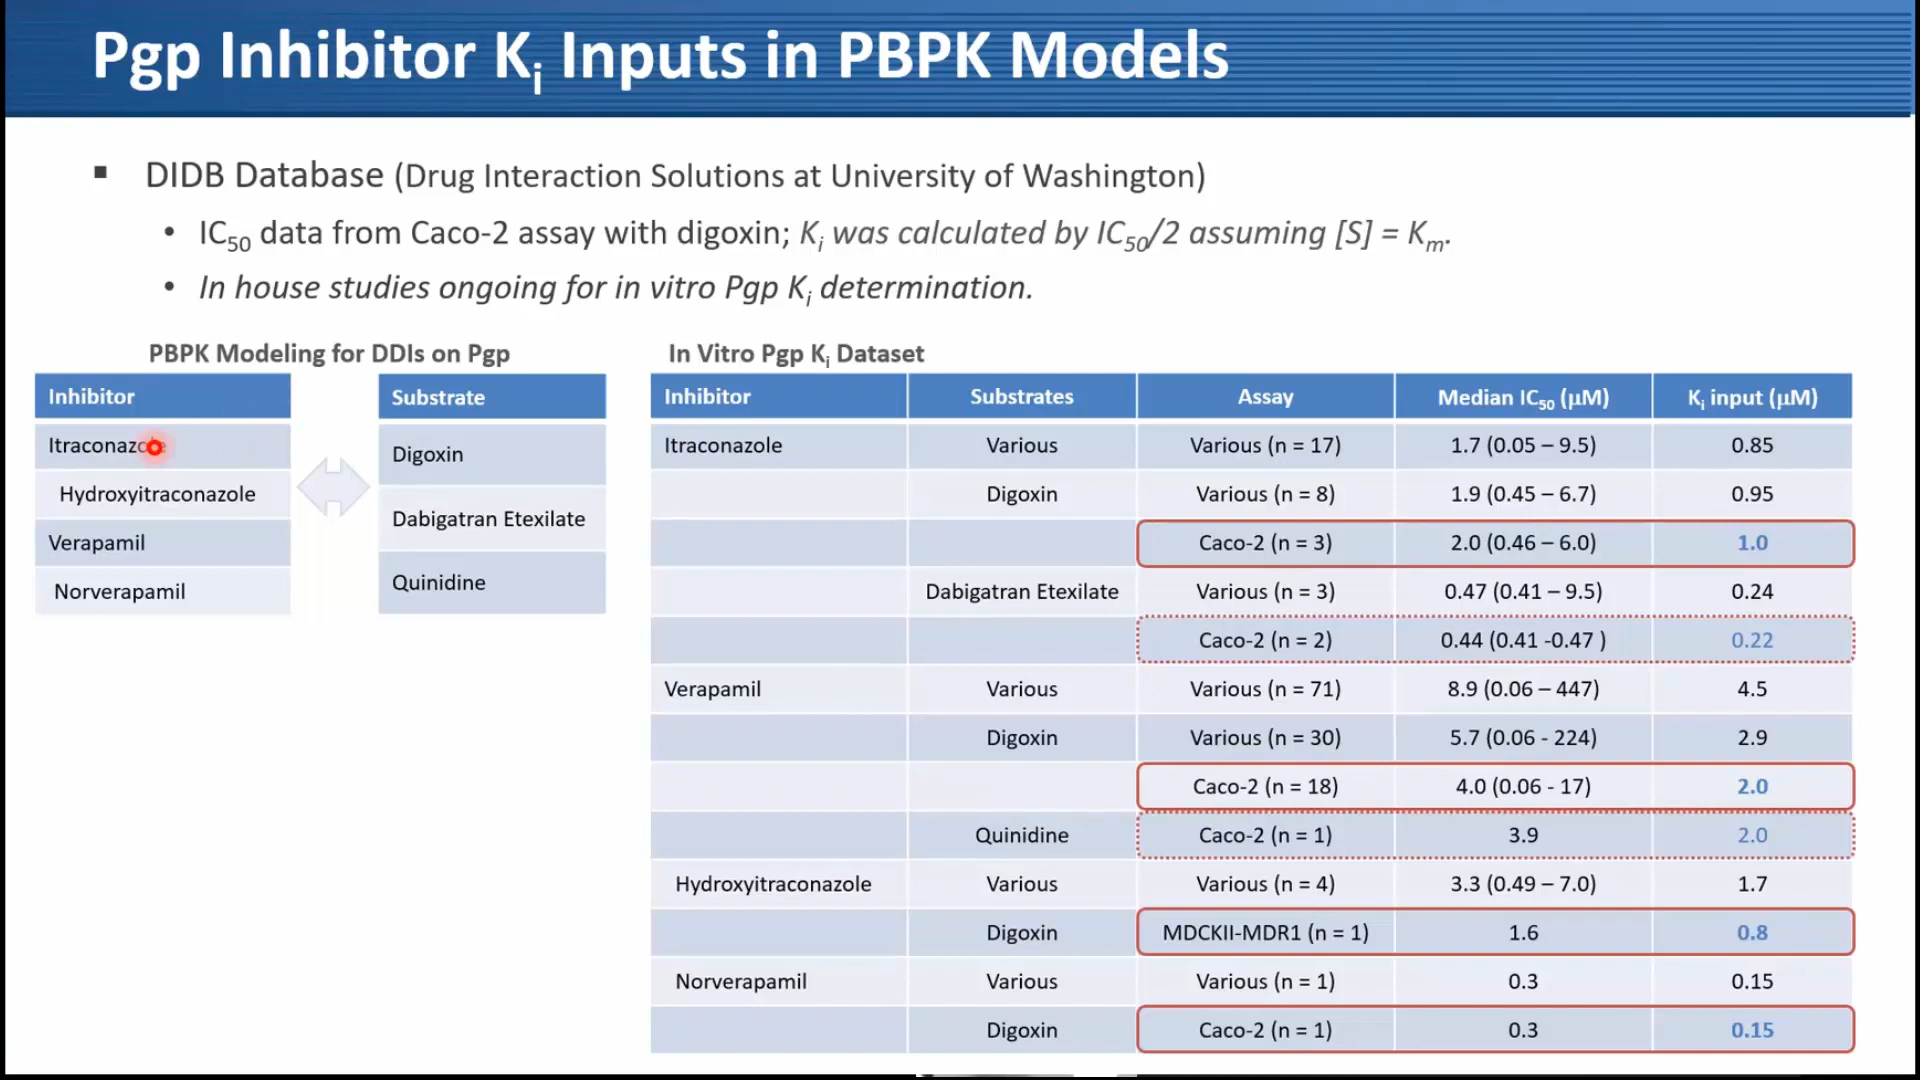 Pgp Inhibitor Ki Inputs in PBPK Models
▪ DIDB Database (Drug Interaction Solutions at University of Washington)
• IC50 data from Caco-2 assay with digoxin; Ki was calculated by IC50/2 assuming [S] = Km.
• In house studies ongoing for in vitro Pgp Ki determination.
PBPK Modeling for DDIs on Pgp
Inhibitor
Itraconazole
Hydroxyitraconazole
Verapamil
Norverapamil
Substrate
Digoxin
Dabigatran Etexilate
Quinidine
In Vitro Pgp Ki Dataset
Inhibitor Substrates Assay Median IC50 (µM) Ki input (µM)
Itraconazole Various Various (n = 17) 1.7 (0.05 – 9.5) 0.85
Digoxin Various (n = 8) 1.9 (0.45 – 6.7) 0.95
Caco-2 (n = 3) 2.0 (0.46 – 6.0) 1.0
Dabigatran Etexilate Various (n = 3) 0.47 (0.41 – 9.5) 0.24
Caco-2 (n = 2) 0.44 (0.41 -0.47 ) 0.22
Verapamil Various Various (n = 71) 8.9 (0.06 – 447) 4.5
Digoxin Various (n = 30) 5.7 (0.06 - 224) 2.9
Caco-2 (n = 18) 4.0 (0.06 - 17) 2.0
Quinidine Caco-2 (n = 1) 3.9 2.0
Hydroxyitraconazole Various Various (n = 4) 3.3 (0.49 – 7.0) 1.7
Digoxin MDCKII-MDR1 (n = 1) 1.6 0.8
Norverapamil Various Various (n = 1) 0.3 0.15
Digoxin Caco-2 (n = 1) 0.3 0.15